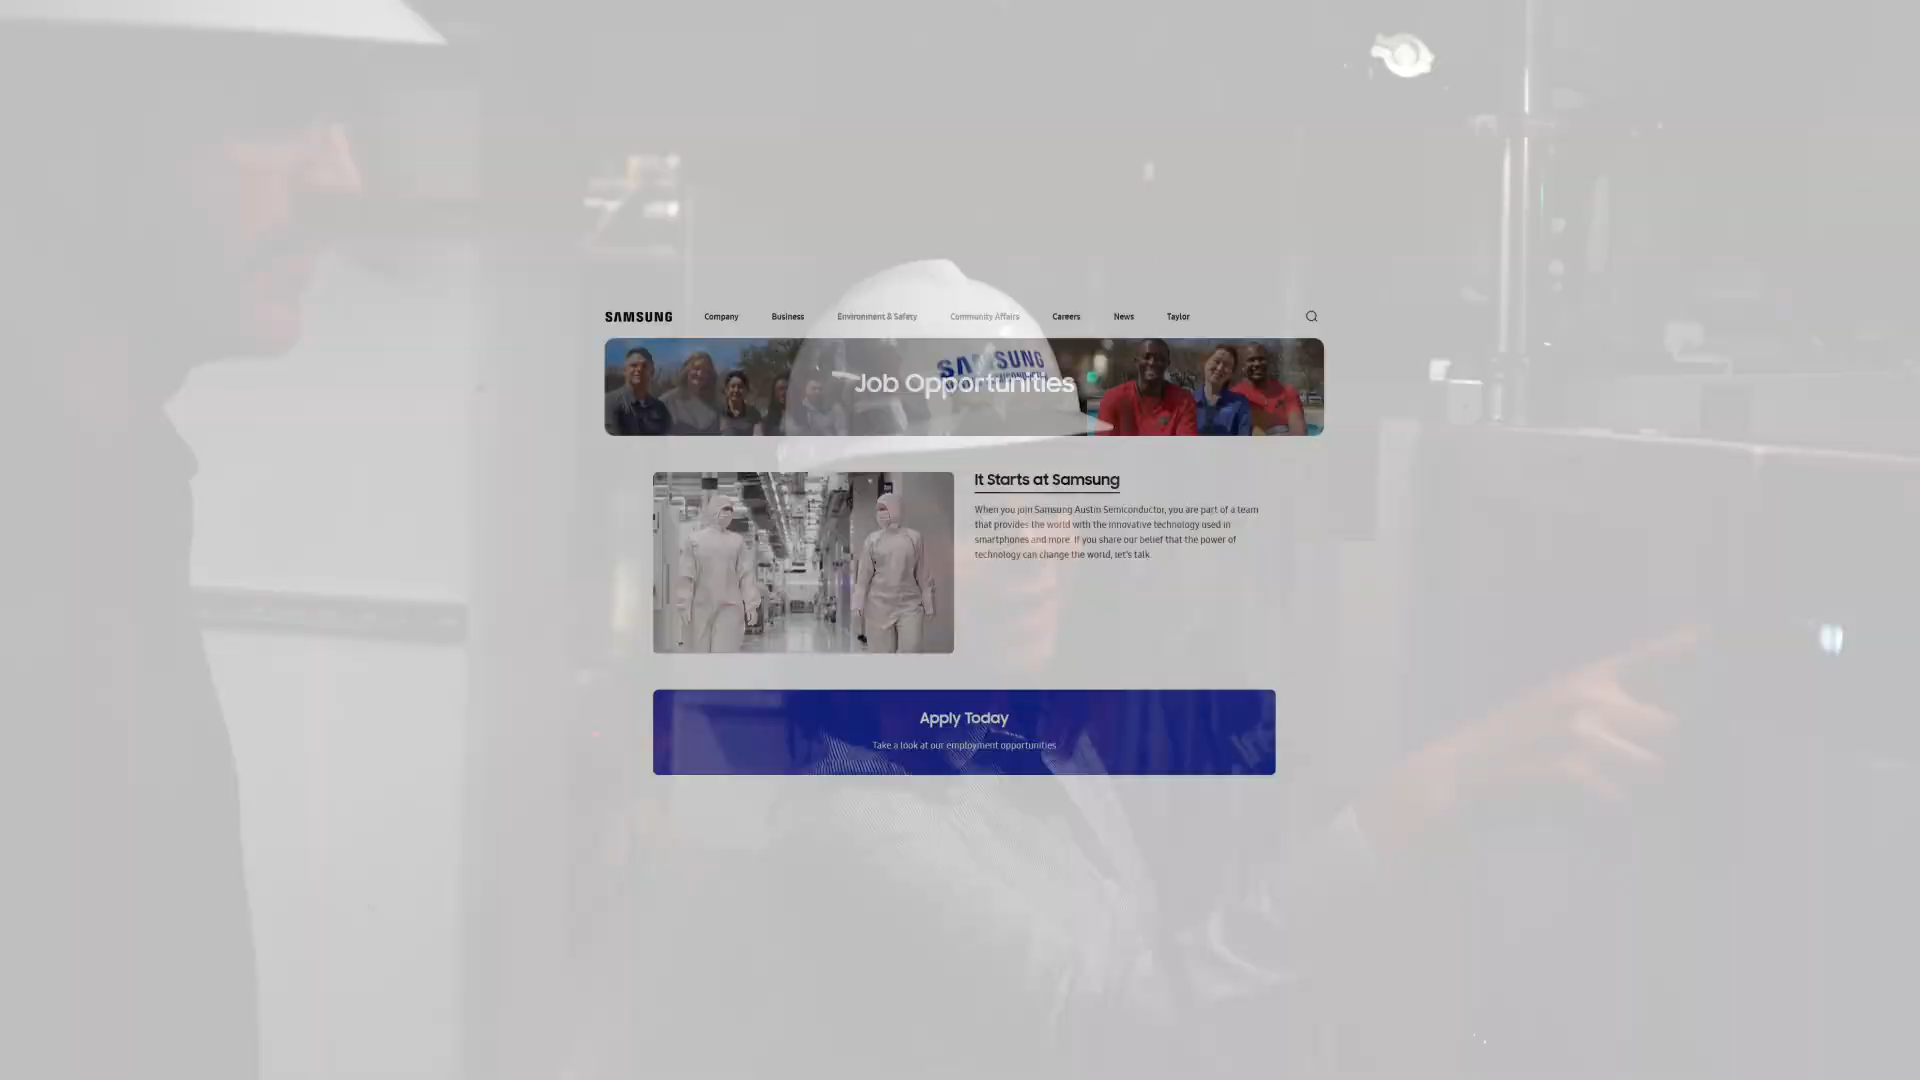 SAMSUNG Company Business Environment & Safety Community Affairs Careers News Taylor
SAMSUNG
Job Opportunities
It Starts at Samsung
When you join Samsung Austin Semiconductor, you are part of a team
that provides the world with the innovative technology used in
smartphones and more. If you share our belief that the power of
technology can change the world, let's talk.
Apply Today
Take a look at our employment opportunities